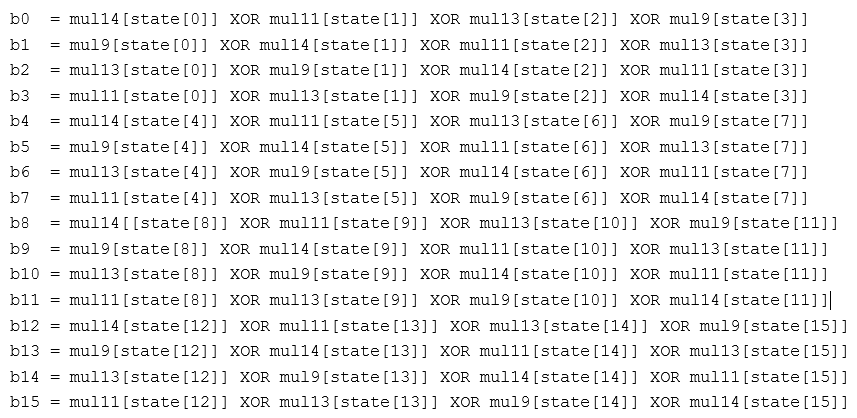 b0  = mul14[state[0]] XOR mul11[state[1]] XOR mul13[state[2]] XOR mul9[state[3]]
b1  = mul9[state[0]] XOR mul14[state[1]] XOR mul11[state[2]] XOR mul13[state[3]]
b2  = mul13[state[0]] XOR mul9[state[1]] XOR mul14[state[2]] XOR mul11[state[3]]
b3  = mul11[state[0]] XOR mul13[state[1]] XOR mul9[state[2]] XOR mul14[state[3]]
b4  = mul14[state[4]] XOR mul11[state[5]] XOR mul13[state[6]] XOR mul9[state[7]]
b5  = mul9[state[4]] XOR mul14[state[5]] XOR mul11[state[6]] XOR mul13[state[7]]
b6  = mul13[state[4]] XOR mul9[state[5]] XOR mul14[state[6]] XOR mul11[state[7]]
b7  = mul11[state[4]] XOR mul13[state[5]] XOR mul9[state[6]] XOR mul14[state[7]]
b8  = mul14[[state[8]] XOR mul11[state[9]] XOR mul13[state[10]] XOR mul9[state[11]]
b9  = mul9[state[8]] XOR mul14[state[9]] XOR mul11[state[10]] XOR mul13[state[11]]
b10 = mul13[state[8]] XOR mul9[state[9]] XOR mul14[state[10]] XOR mul11[state[11]]
b11 = mul11[state[8]] XOR mul13[state[9]] XOR mul9[state[10]] XOR mul14[state[11]]
b12 = mul14[state[12]] XOR mul11[state[13]] XOR mul13[state[14]] XOR mul9[state[15]]
b13 = mul9[state[12]] XOR mul14[state[13]] XOR mul11[state[14]] XOR mul13[state[15]]
b14 = mul13[state[12]] XOR mul9[state[13]] XOR mul14[state[14]] XOR mul11[state[15]]
b15 = mul11[state[12]] XOR mul13[state[13]] XOR mul9[state[14]] XOR mul14[state[15]]